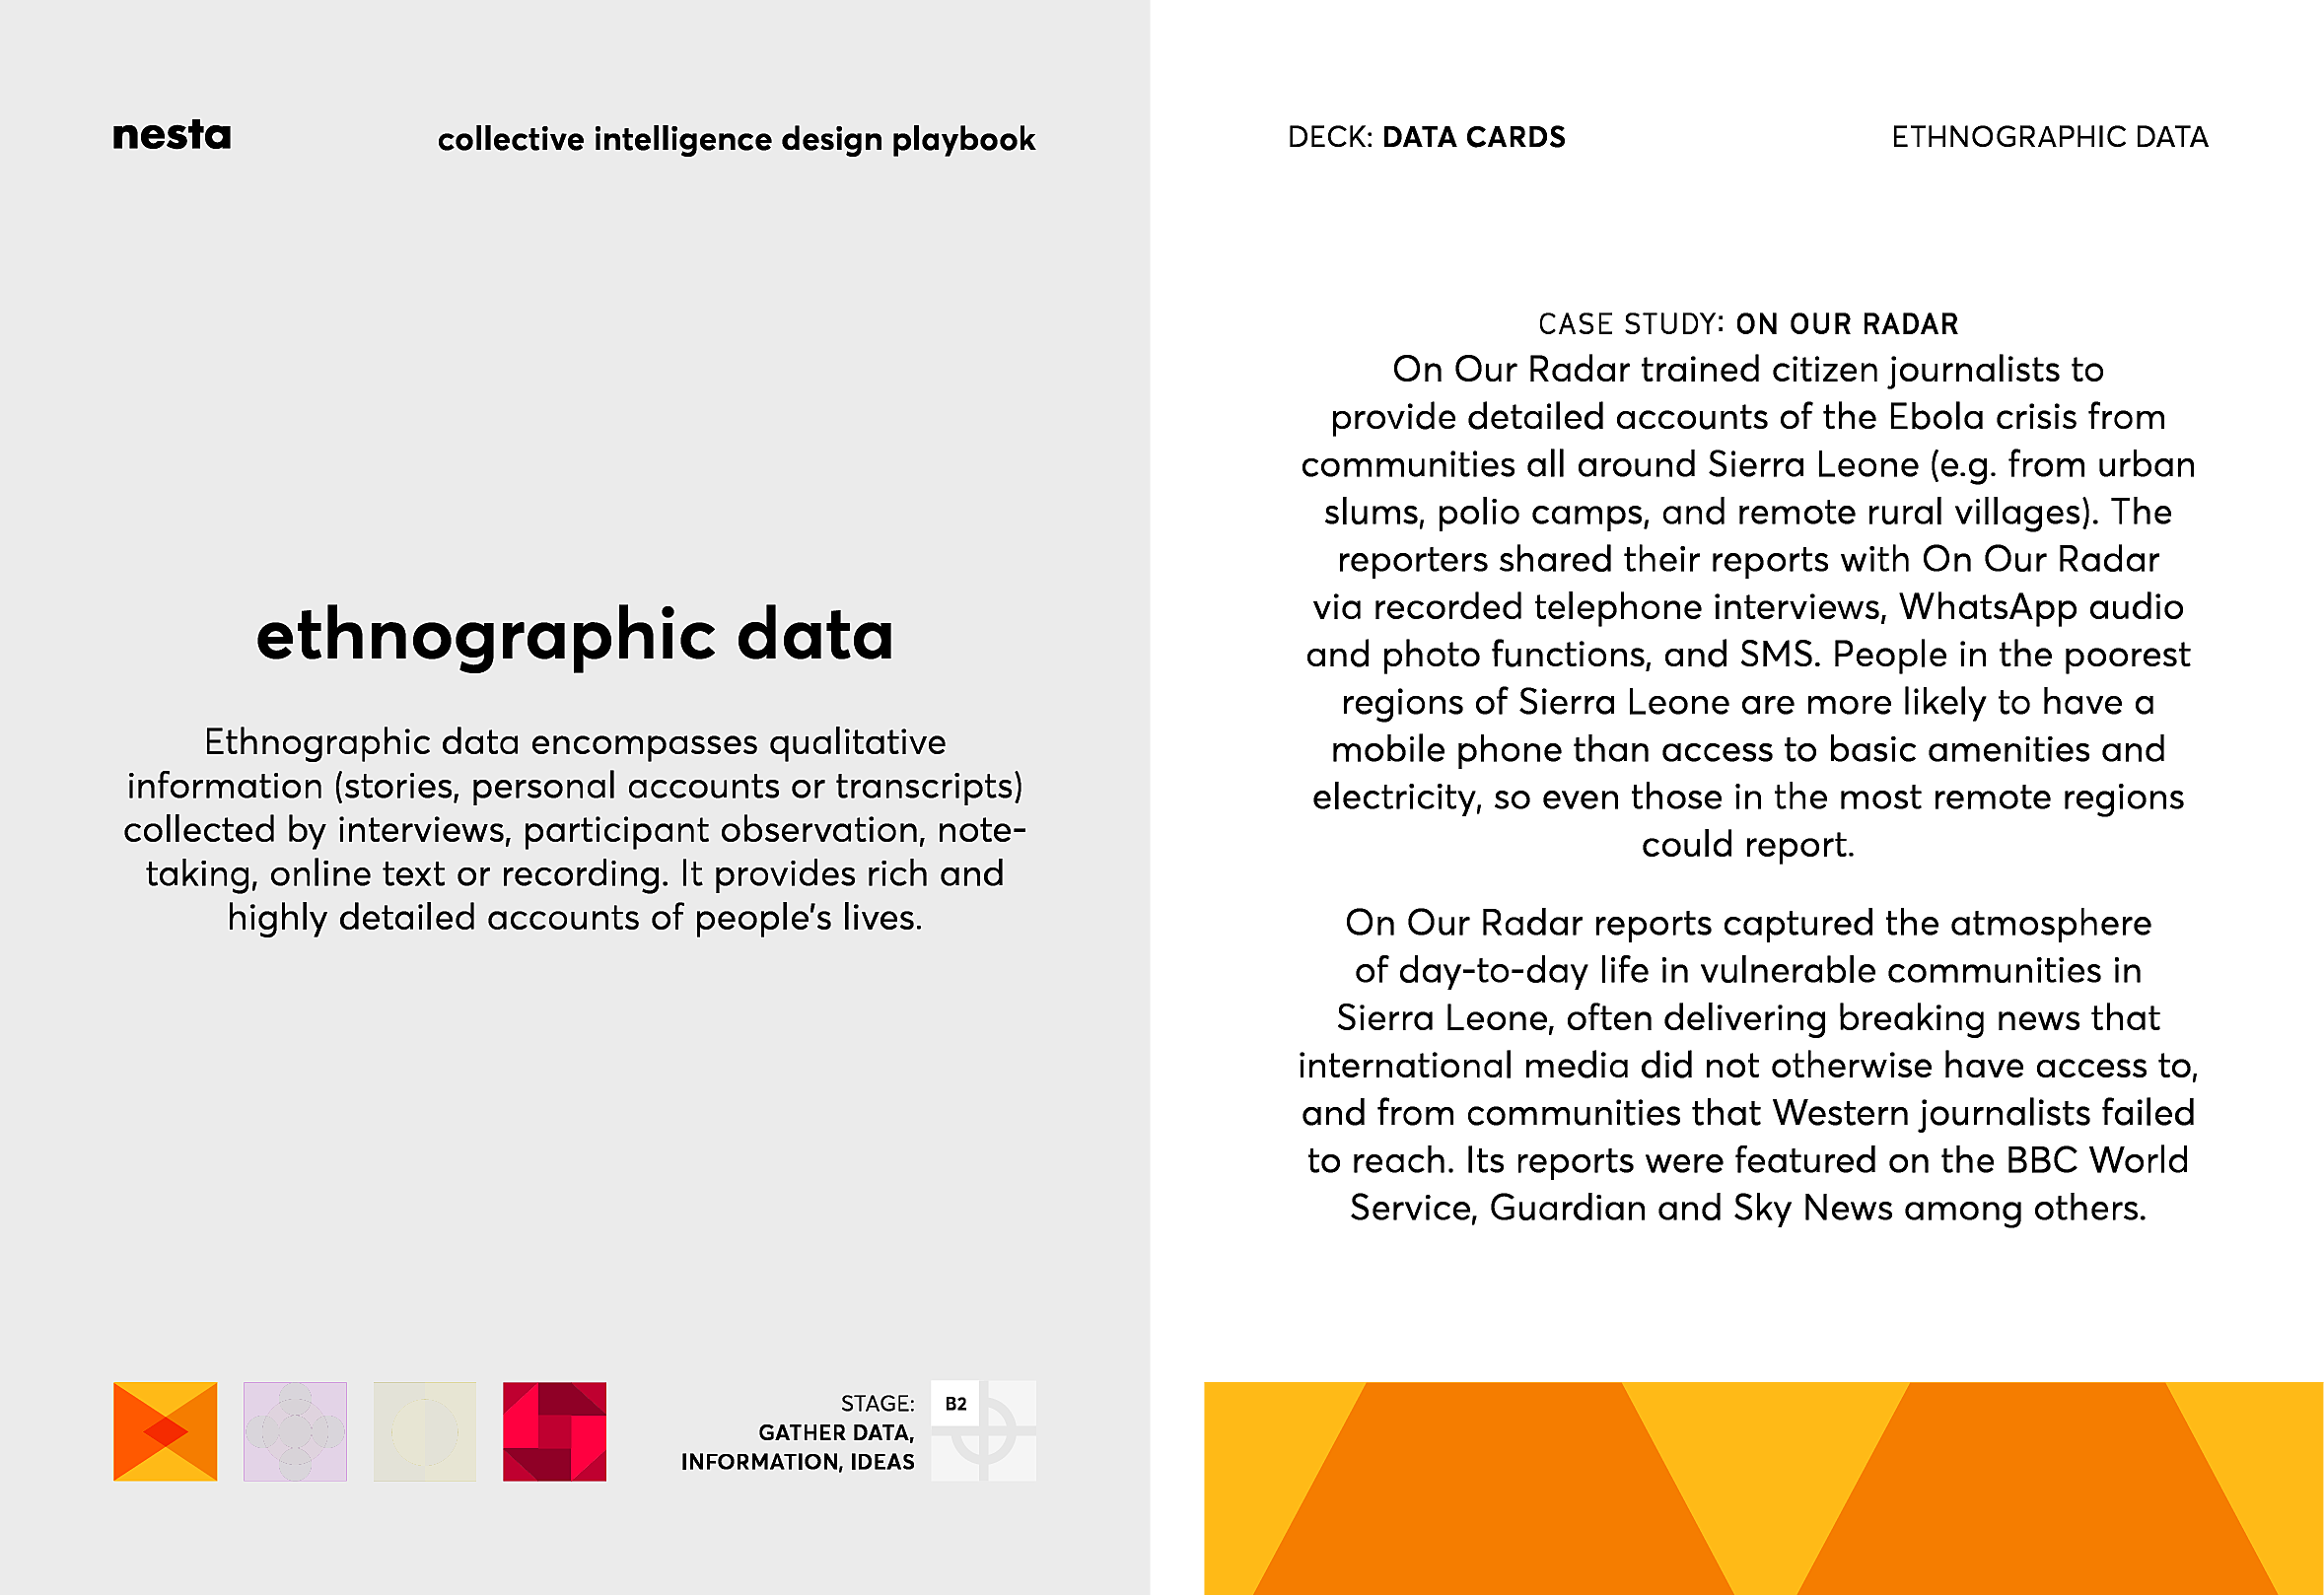 nesta
collective intelligence design playbook
ethnographic data
Ethnographic data encompasses qualitative
information (stories, personal accounts or transcripts)
collected by interviews, participant observation, note-
taking, online text or recording. It provides rich and
highly detailed accounts of people's lives.
STAGE:
GATHER DATA,
INFORMATION, IDEAS
B2
DECK: DATA CARDS
ETHNOGRAPHIC DATA
CASE STUDY: ON OUR RADAR
On Our Radar trained citizen journalists to
provide detailed accounts of the Ebola crisis from
communities all around Sierra Leone (e.g. from urban
slums, polio camps, and remote rural villages). The
reporters shared their reports with On Our Radar
via recorded telephone interviews, WhatsApp audio
and photo functions, and SMS. People in the poorest
regions of Sierra Leone are more likely to have a
mobile phone than access to basic amenities and
electricity, so even those in the most remote regions
could report.
On Our Radar reports captured the atmosphere
of day-to-day life in vulnerable communities in
Sierra Leone, often delivering breaking news that
international media did not otherwise have access to,
and from communities that Western journalists failed
to reach. Its reports were featured on the BBC World
Service, Guardian and Sky News among others.